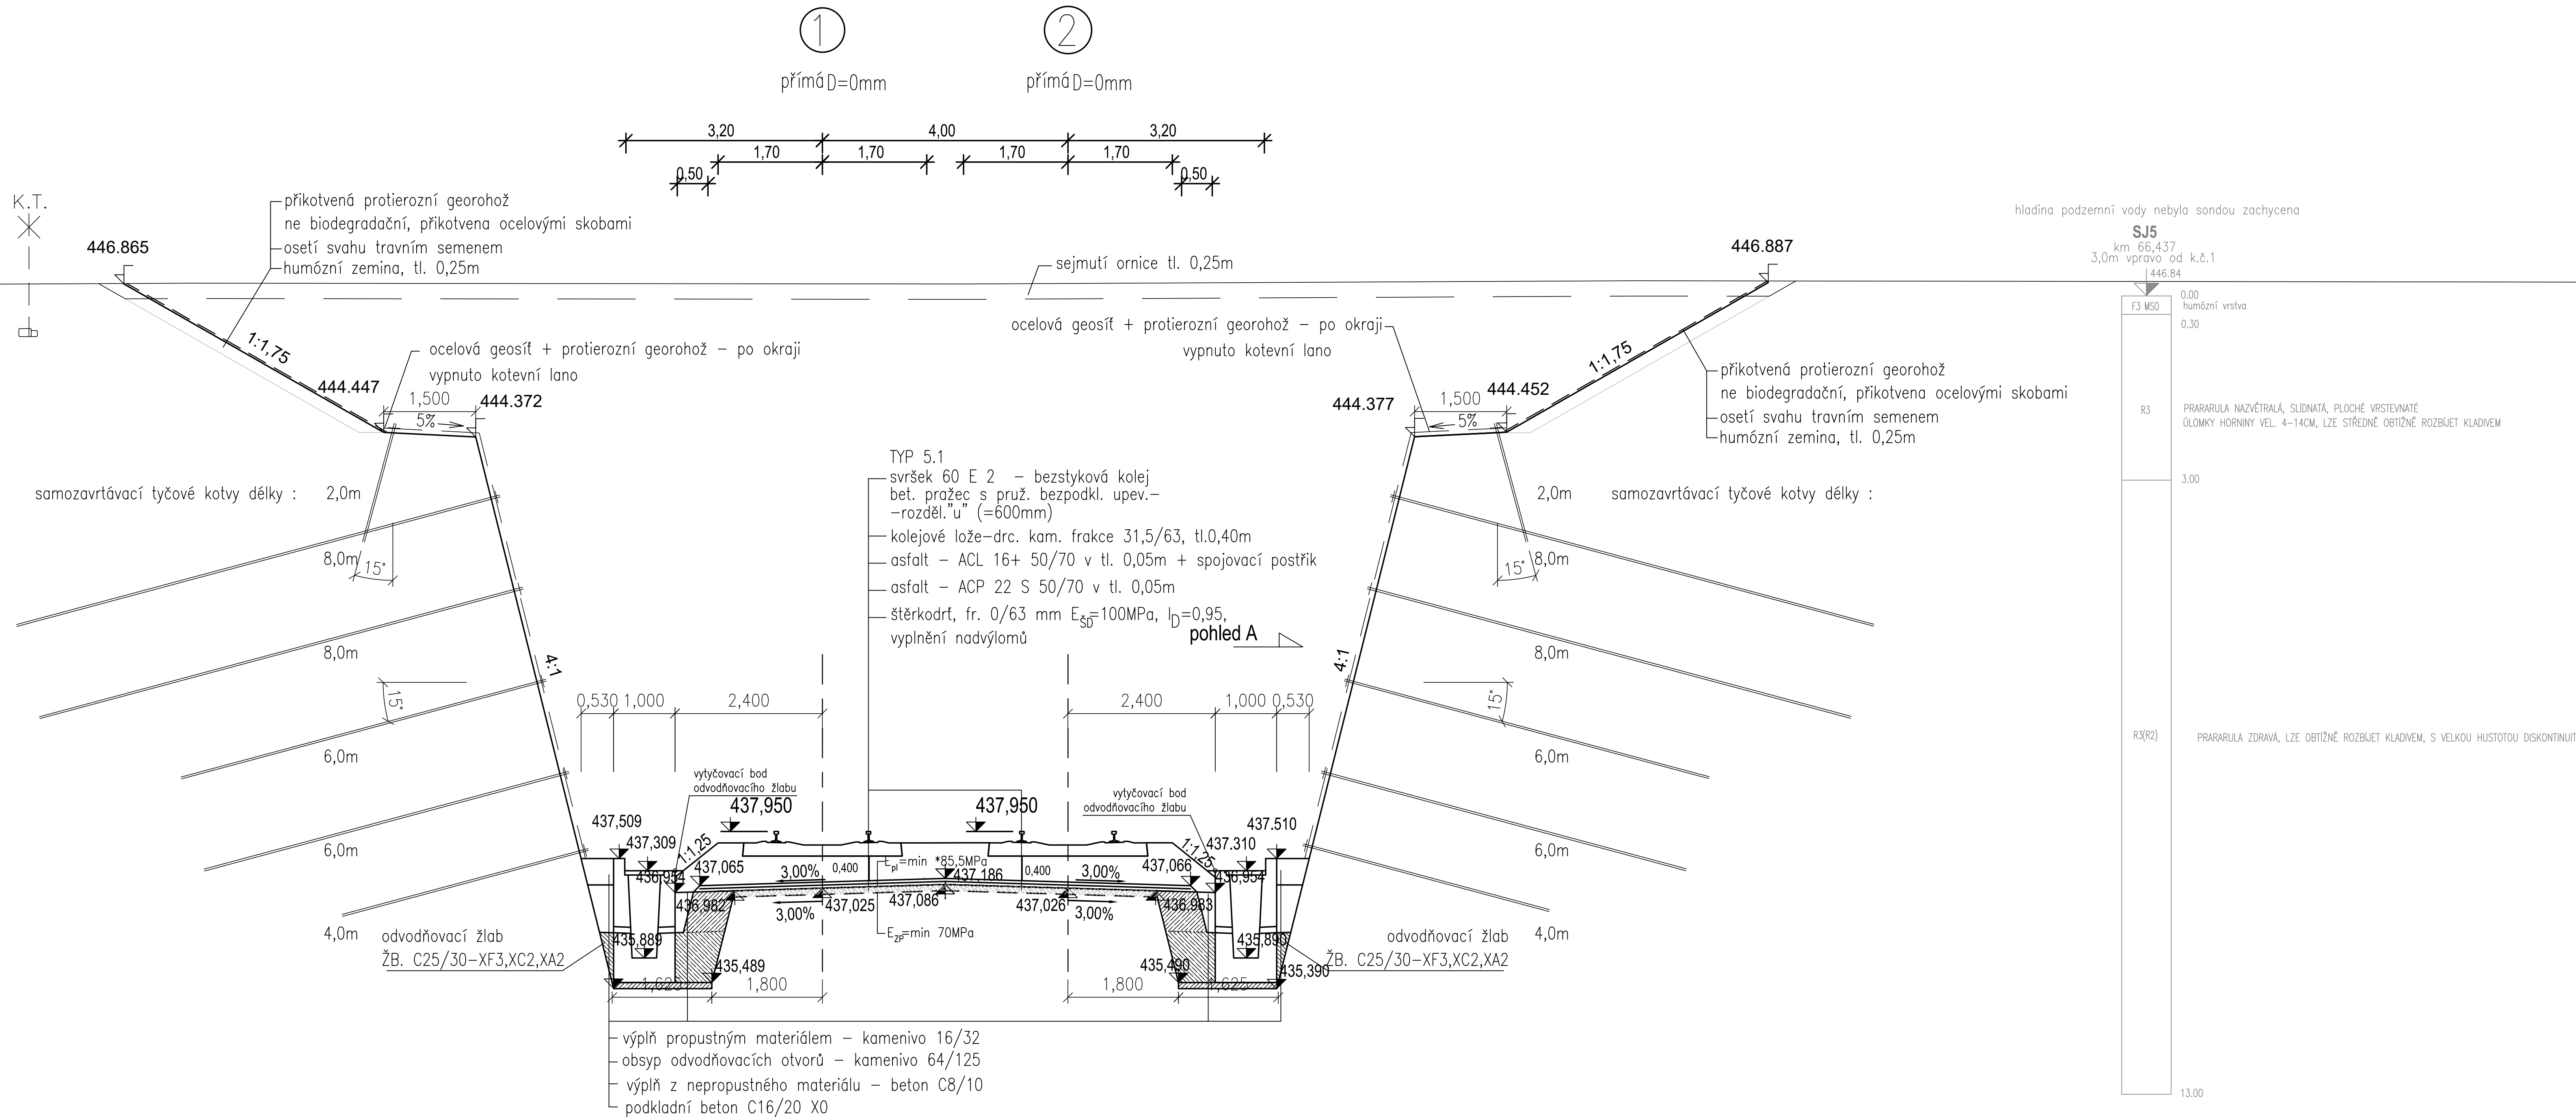 1
2
přímá D=0mm
přímá D=0mm
3,20
4,00
3,20
1,70
1,70
1,70
1,70
0,50
0,50
K.T.
446.865
přikotvená protierozní georohož
ne biodegradační, přikotvena ocelovými skobami
osetí svahu travním semenem
humózní zemina, tl. 0,25m
sejmutí ornice tl. 0,25m
446.887
hladina podzemní vody nebyla sondou zachycena
SJ5
km 66,437
3,0m vpravo od k.č.1
446.84
0.00
F3 MSO
humózní vrstva
0.30
1:1,75
ocelová geosíť + protierozní georohož – po okraji
vypnuto kotevní lano
444.447
1,500
444.372
5%
ocelová geosíť + protierozní georohož – po okraji
vypnuto kotevní lano
1:1,75
444.377
1,500
444.452
5%
přikotvená protierozní georohož
ne biodegradační, přikotvena ocelovými skobami
osetí svahu travním semenem
humózní zemina, tl. 0,25m
R3
PRARARULA NAZVĚTRALÁ, SLÍDNATÁ, PLOCHÉ VRSTEVNATÉ
ÚLOMKY HORNINY VEL. 4–14CM, LZE STŘEDNĚ OBTÍŽNĚ ROZBÍJET KLADIVEM
3.00
R3(R2)
PRARARULA ZDRAVÁ, LZE OBTÍŽNĚ ROZBÍJET KLADIVEM, S VELKOU HUSTOTOU DISKONTINUIT
13.00
samozavrtávací tyčové kotvy délky :
2,0m
8,0m
15°
8,0m
15°
6,0m
6,0m
4,0m
4:1
TYP 5.1
svršek 60 E 2 – bezstyková kolej
bet. pražec s pruž. bezpodkl. upev.–
–rozděl."u" (=600mm)
kolejové lože–drc. kam. frakce 31,5/63, tl.0,40m
asfalt – ACL 16+ 50/70 v tl. 0,05m + spojovací postřik
asfalt – ACP 22 S 50/70 v tl. 0,05m
štěrkodrť, fr. 0/63 mm EŠD=100MPa, ID=0,95,
vyplnění nadvýlomů
pohled A
2,0m
samozavrtávací tyčové kotvy délky :
8,0m
15°
8,0m
15°
6,0m
6,0m
4,0m
4:1
0,530
1,000
2,400
2,400
1,000
0,530
vytyčovací bod
odvodňovacího žlabu
437,950
437,950
vytyčovací bod
odvodňovacího žlabu
437,509
437,309
1:1,25
437,065
436,954
3,00%
0,400
Epl=min *85,5MPa
437,186
0,400
3,00%
437,066
1:1,25
437.310
437.510
436,954
436,982
3,00%
437,025
437,086
437,026
3,00%
436,983
EZP=min 70MPa
435,889
435,489
1,625
1,800
435,890
435,490
435,390
1,800
1,625
odvodňovací žlab
ŽB. C25/30–XF3,XC2,XA2
odvodňovací žlab
ŽB. C25/30–XF3,XC2,XA2
výplň propustným materiálem – kamenivo 16/32
obsyp odvodňovacích otvorů – kamenivo 64/125
výplň z nepropustného materiálu – beton C8/10
podkladní beton C16/20 X0